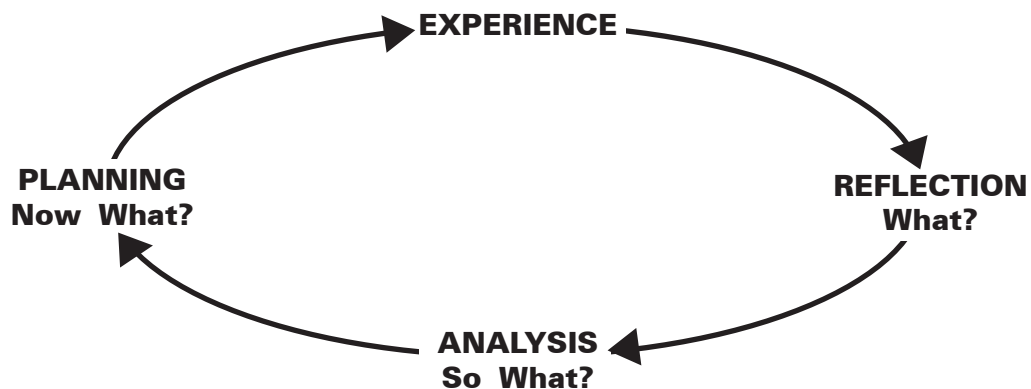 EXPERIENCE
REFLECTION
What?
ANALYSIS
So What?
PLANNING
Now What?